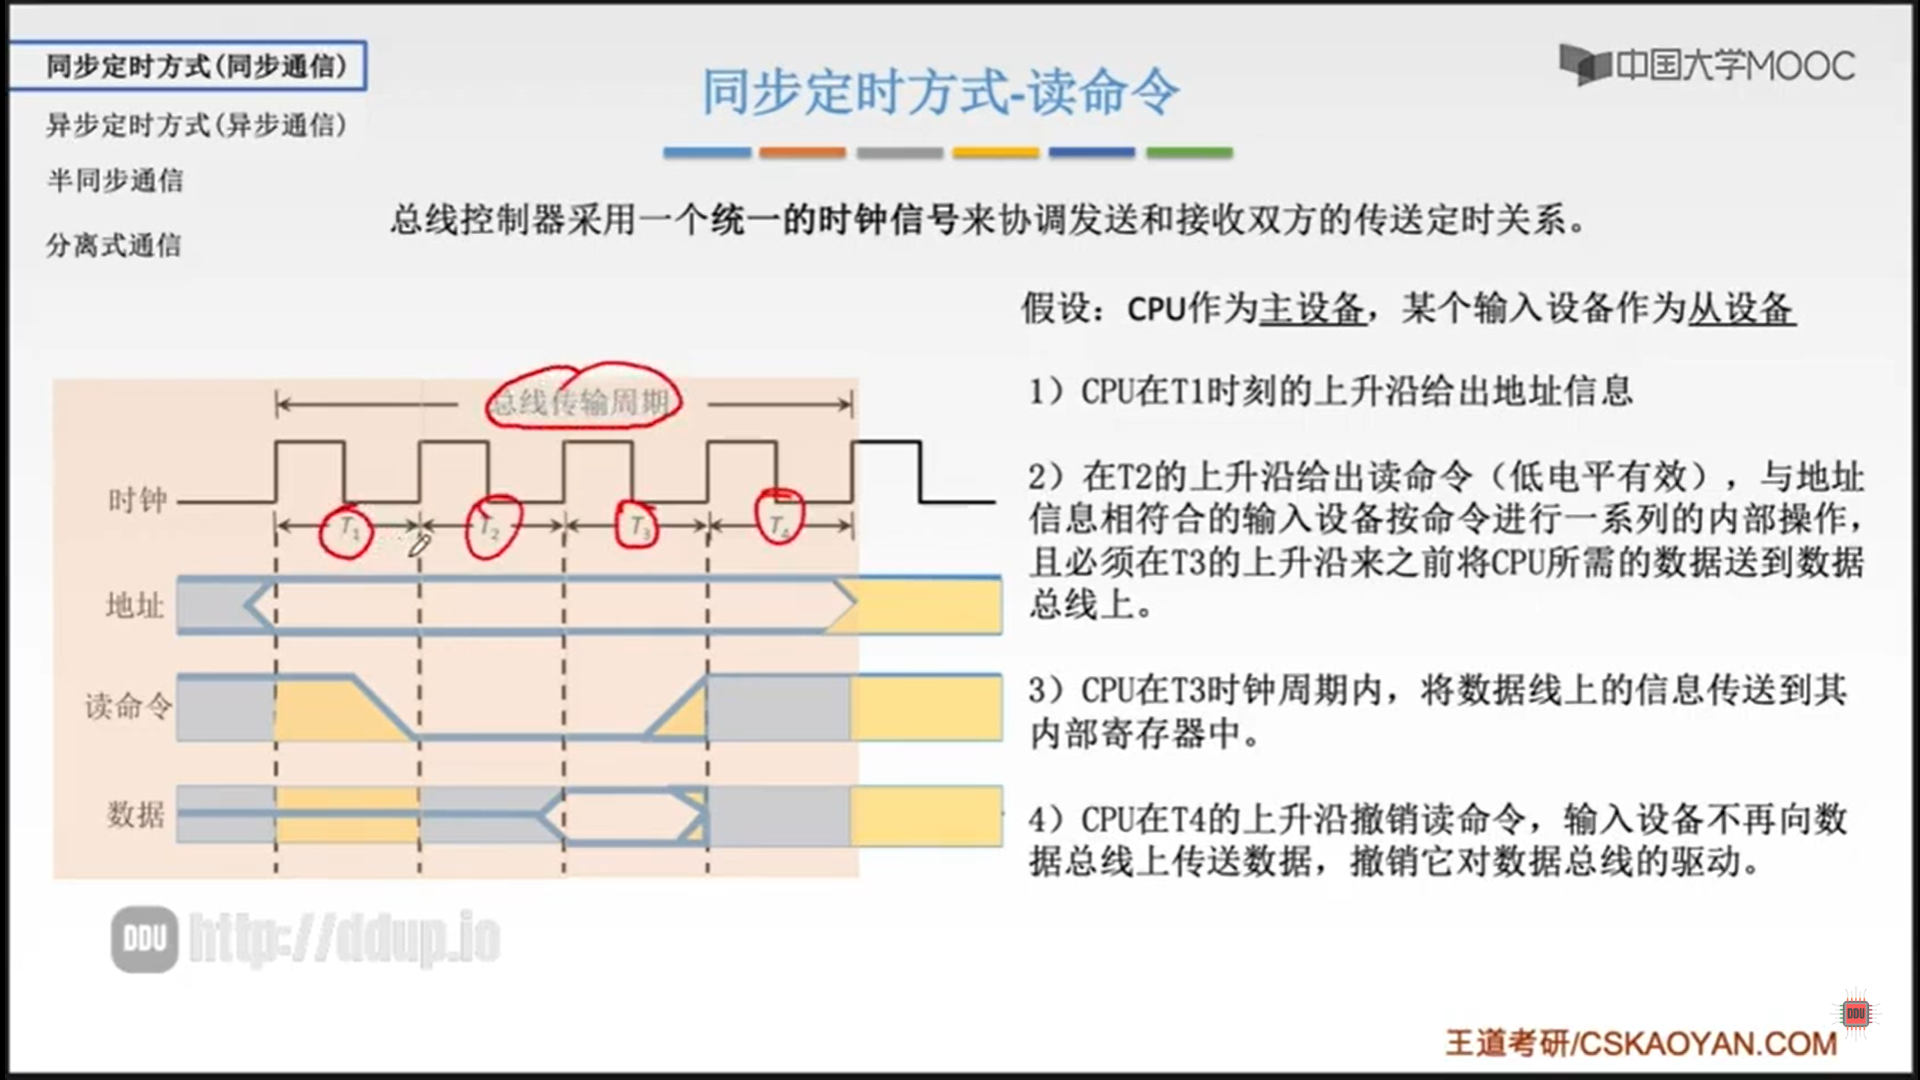 同步定时方式(同步通信)
异步定时方式(异步通信)
半同步通信
分离式通信
同步定时方式-读命令
中国大学MOOC
总线控制器采用一个统一的时钟信号来协调发送和接收双方的传送定时关系。
假设：CPU作为主设备，某个输入设备作为从设备
1）CPU在T1时刻的上升沿给出地址信息
2）在T2的上升沿给出读命令（低电平有效），与地址
信息相符合的输入设备按命令进行一系列的内部操作，
且必须在T3的上升沿来之前将CPU所需的数据送到数据
总线上。
3）CPU在T3时钟周期内，将数据线上的信息传送到其
内部寄存器中。
4）CPU在T4的上升沿撤销读命令，输入设备不再向数
据总线上传送数据，撤销它对数据总线的驱动。
总线传输周期
时钟
T1 T2 T3 T4
地址
读命令
数据
DDU http://ddup.io
DDU
王道考研/CSKAOYAN.COM